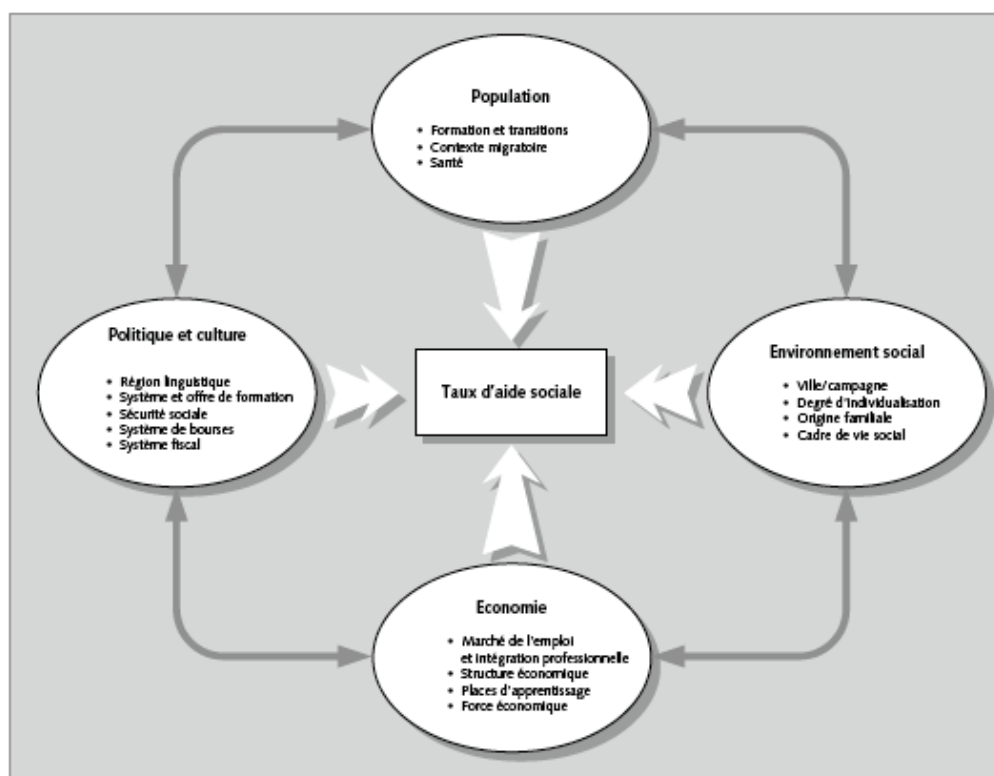 Population
• Formation et transitions
• Contexte migratoire
• Santé
Politique et culture
• Région linguistique
• Système et offre de formation
• Sécurité sociale
• Système de bourses
• Système fiscal
Taux d'aide sociale
Environnement social
• Ville/campagne
• Degré d'individualisation
• Origine familiale
• Cadre de vie social
Economie
• Marché de l'emploi
et intégration professionnelle
• Structure économique
• Places d'apprentissage
• Force économique